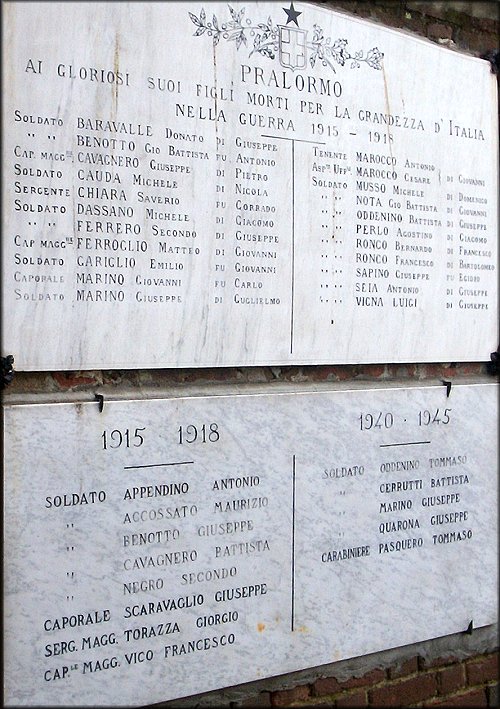 PRALORMO
AI GLORIOSI SUOI FIGLI MORTI PER LA GRANDEZZA D'ITALIA
NELLA GUERRA 1915 - 1918
SOLDATO BARAVALLE DONATO DI GIUSEPPE
" " BENOTTO GIO BATTISTA FU ANTONIO
CAP. MAGG.RE CAVAGNERO GIUSEPPE DI PIETRO
SOLDATO CAUDA MICHELE DI NICOLA
SERGENTE CHIARA SAVERIO FU CORRADO
SOLDATO DASSANO MICHELE DI GIACOMO
" " FERRERO SECONDO DI GIUSEPPE
CAP MAGG.RE FERROGLIO MATTEO DI GIOVANNI
SOLDATO GARIGLIO EMILIO FU GIOVANNI
CAPORALE MARINO GIOVANNI FU CARLO
SOLDATO MARINO GIUSEPPE DI GUGLIELMO
TENENTE MAROCCO ANTONIO
ASP.TE UFF.LE MAROCCO CESARE DI GIOVANNI
SOLDATO MUSSO MICHELE DI DOMENICO
" " NOTA GIO BATTISTA DI GIOVANNI
" " ODDENINO BATTISTA DI GIUSEPPE
" " PERLO AGOSTINO DI GIACOMO
" " RONCO BERNARDO DI FRANCESCO
" " RONCO FRANCESCO DI BARTOLOMEO
" " SAPINO GIUSEPPE FU EGIDIO
" " SEIA ANTONIO DI GIUSEPPE
" " VIGNA LUIGI DI GIUSEPPE
1915 · 1918
SOLDATO APPENDINO ANTONIO
" ACCOSSATO MAURIZIO
" BENOTTO GIUSEPPE
" CAVAGNERO BATTISTA
" NEGRO SECONDO
CAPORALE SCARAVAGLIO GIUSEPPE
SERG. MAGG. TORAZZA GIORGIO
CAP.LE MAGG. VICO FRANCESCO
1940 · 1945
SOLDATO ODDENINO TOMMASO
" CERRUTTI BATTISTA
" MARINO GIUSEPPE
" QUARONA GIUSEPPE
CARABINIERE PASQUERO TOMMASO